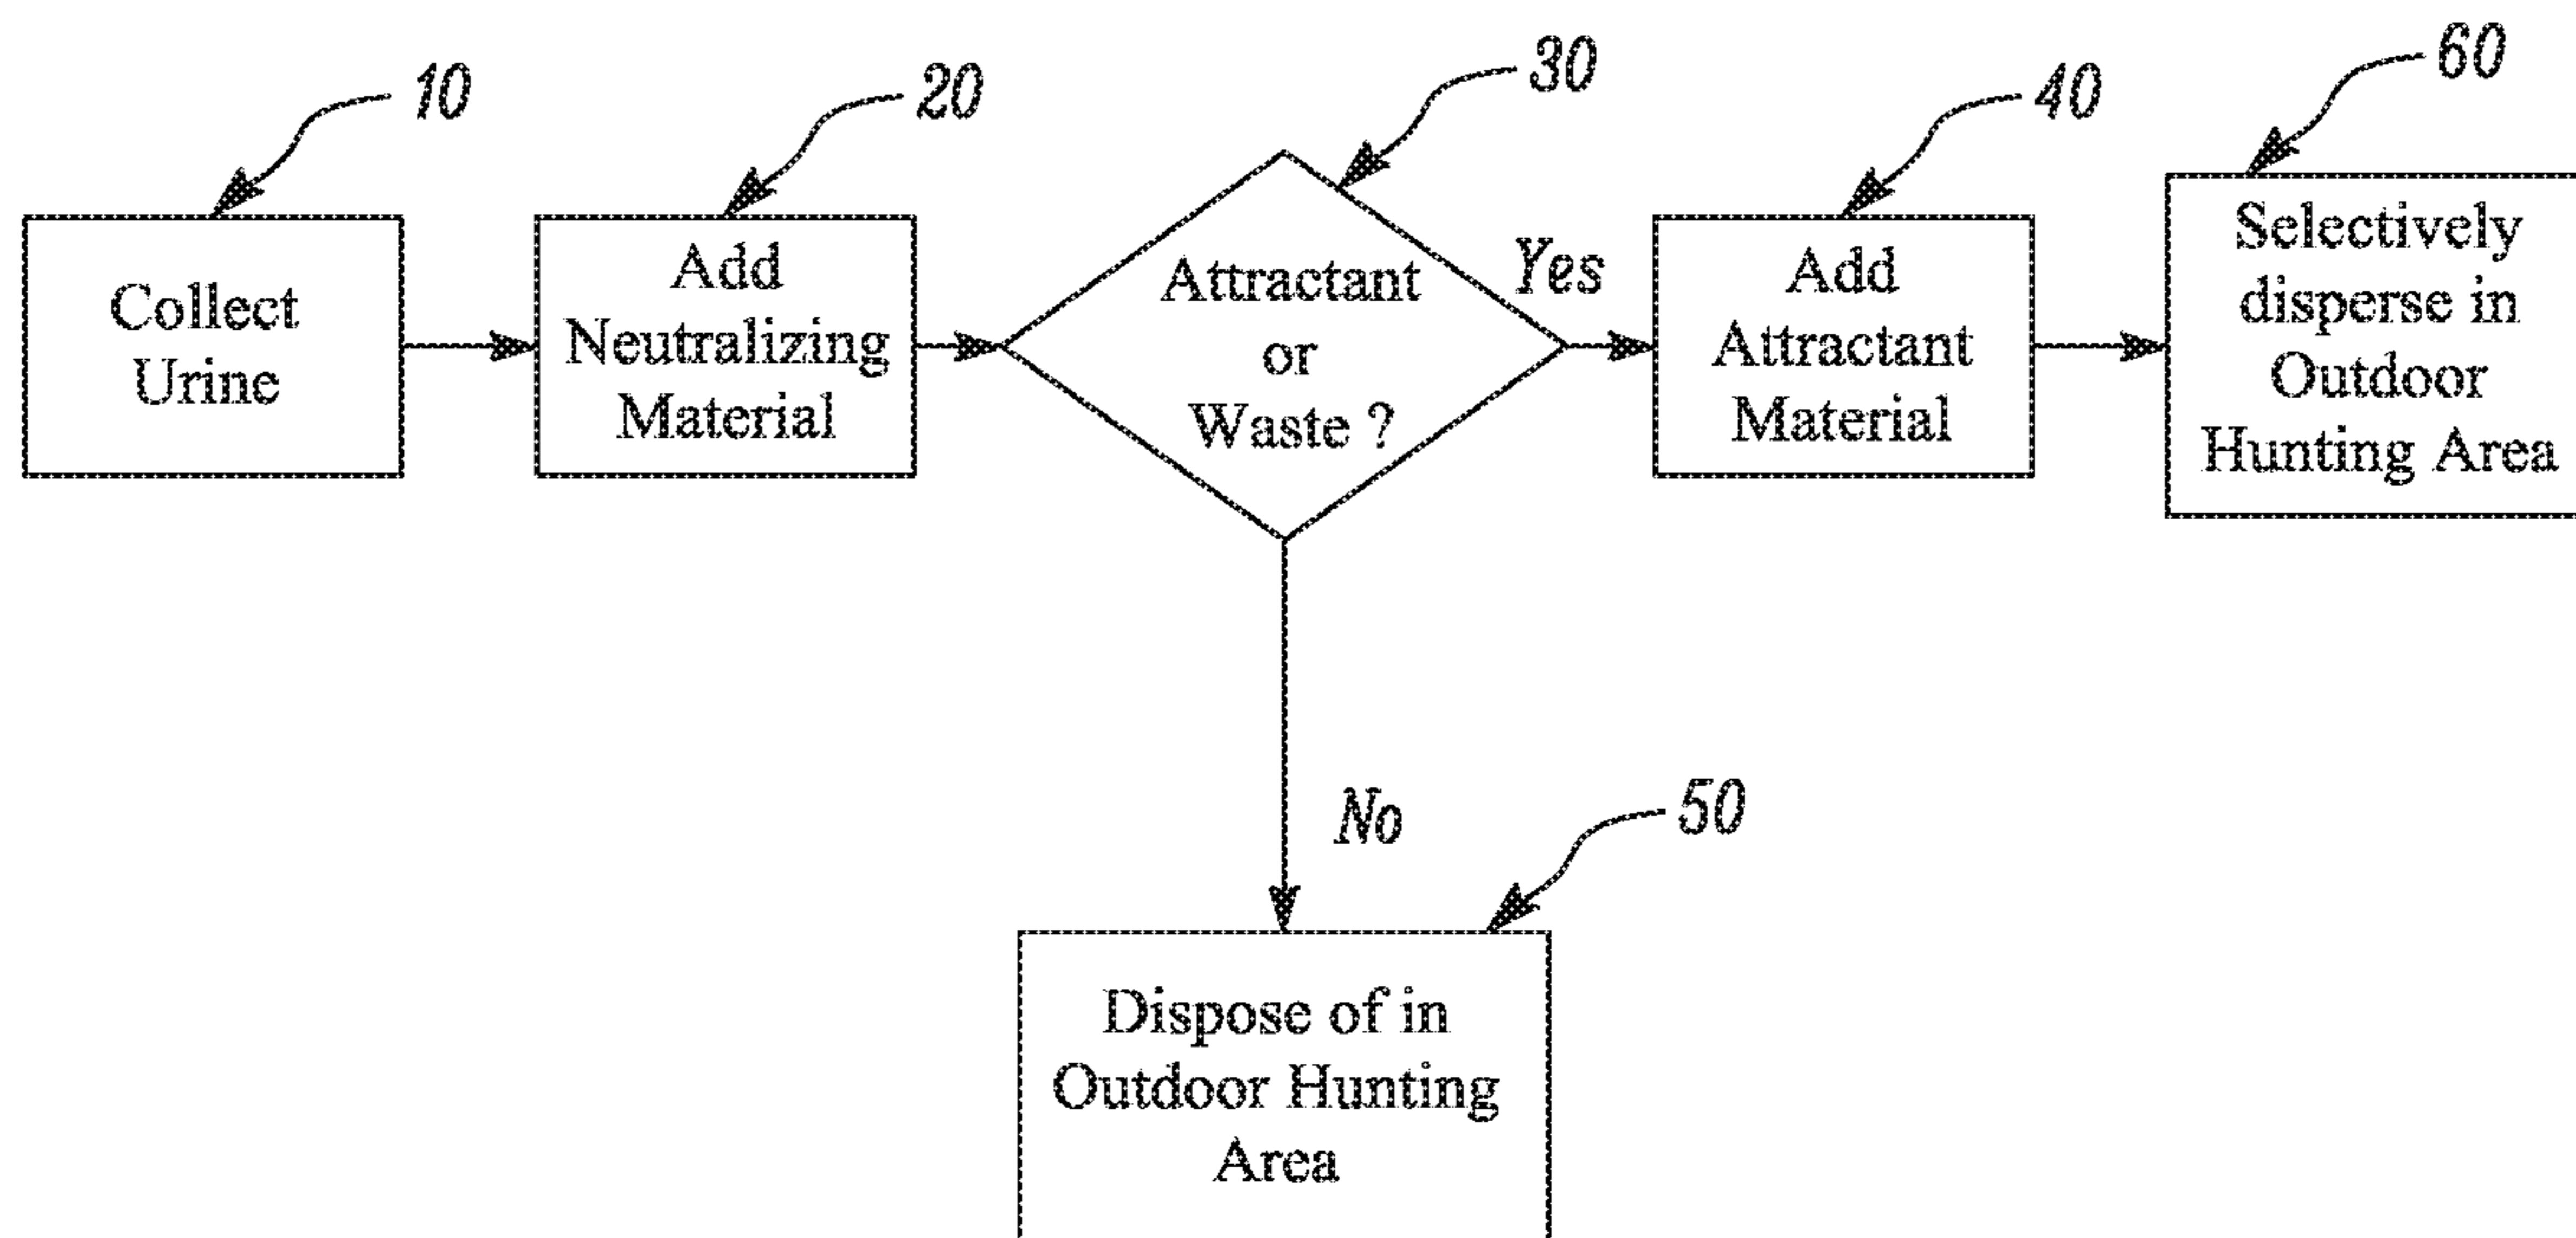 10
20
30
40
60
Collect
Urine
Add
Neutralizing
Material
Attractant
or
Waste ?
Yes
Add
Attractant
Material
Selectively
disperse in
Outdoor
Hunting Area
No
50
Dispose of in
Outdoor Hunting
Area